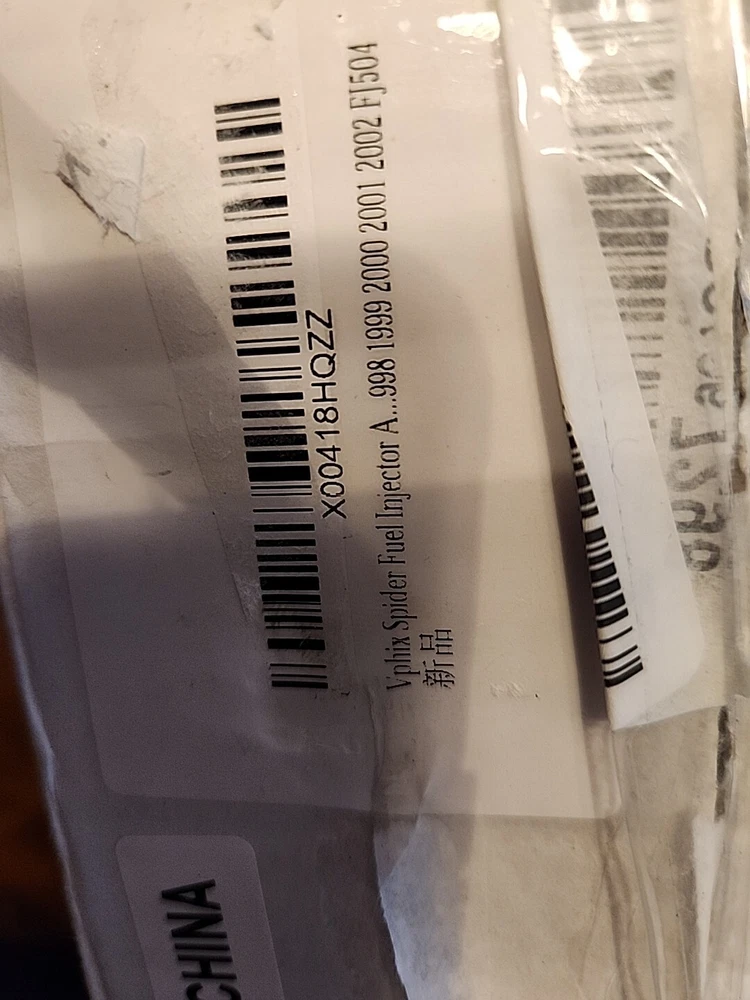 X00418HQZZ
Vphix Spider Fuel Injector A...998 1999 2000 2001 2002 FJ504
新品
CHINA